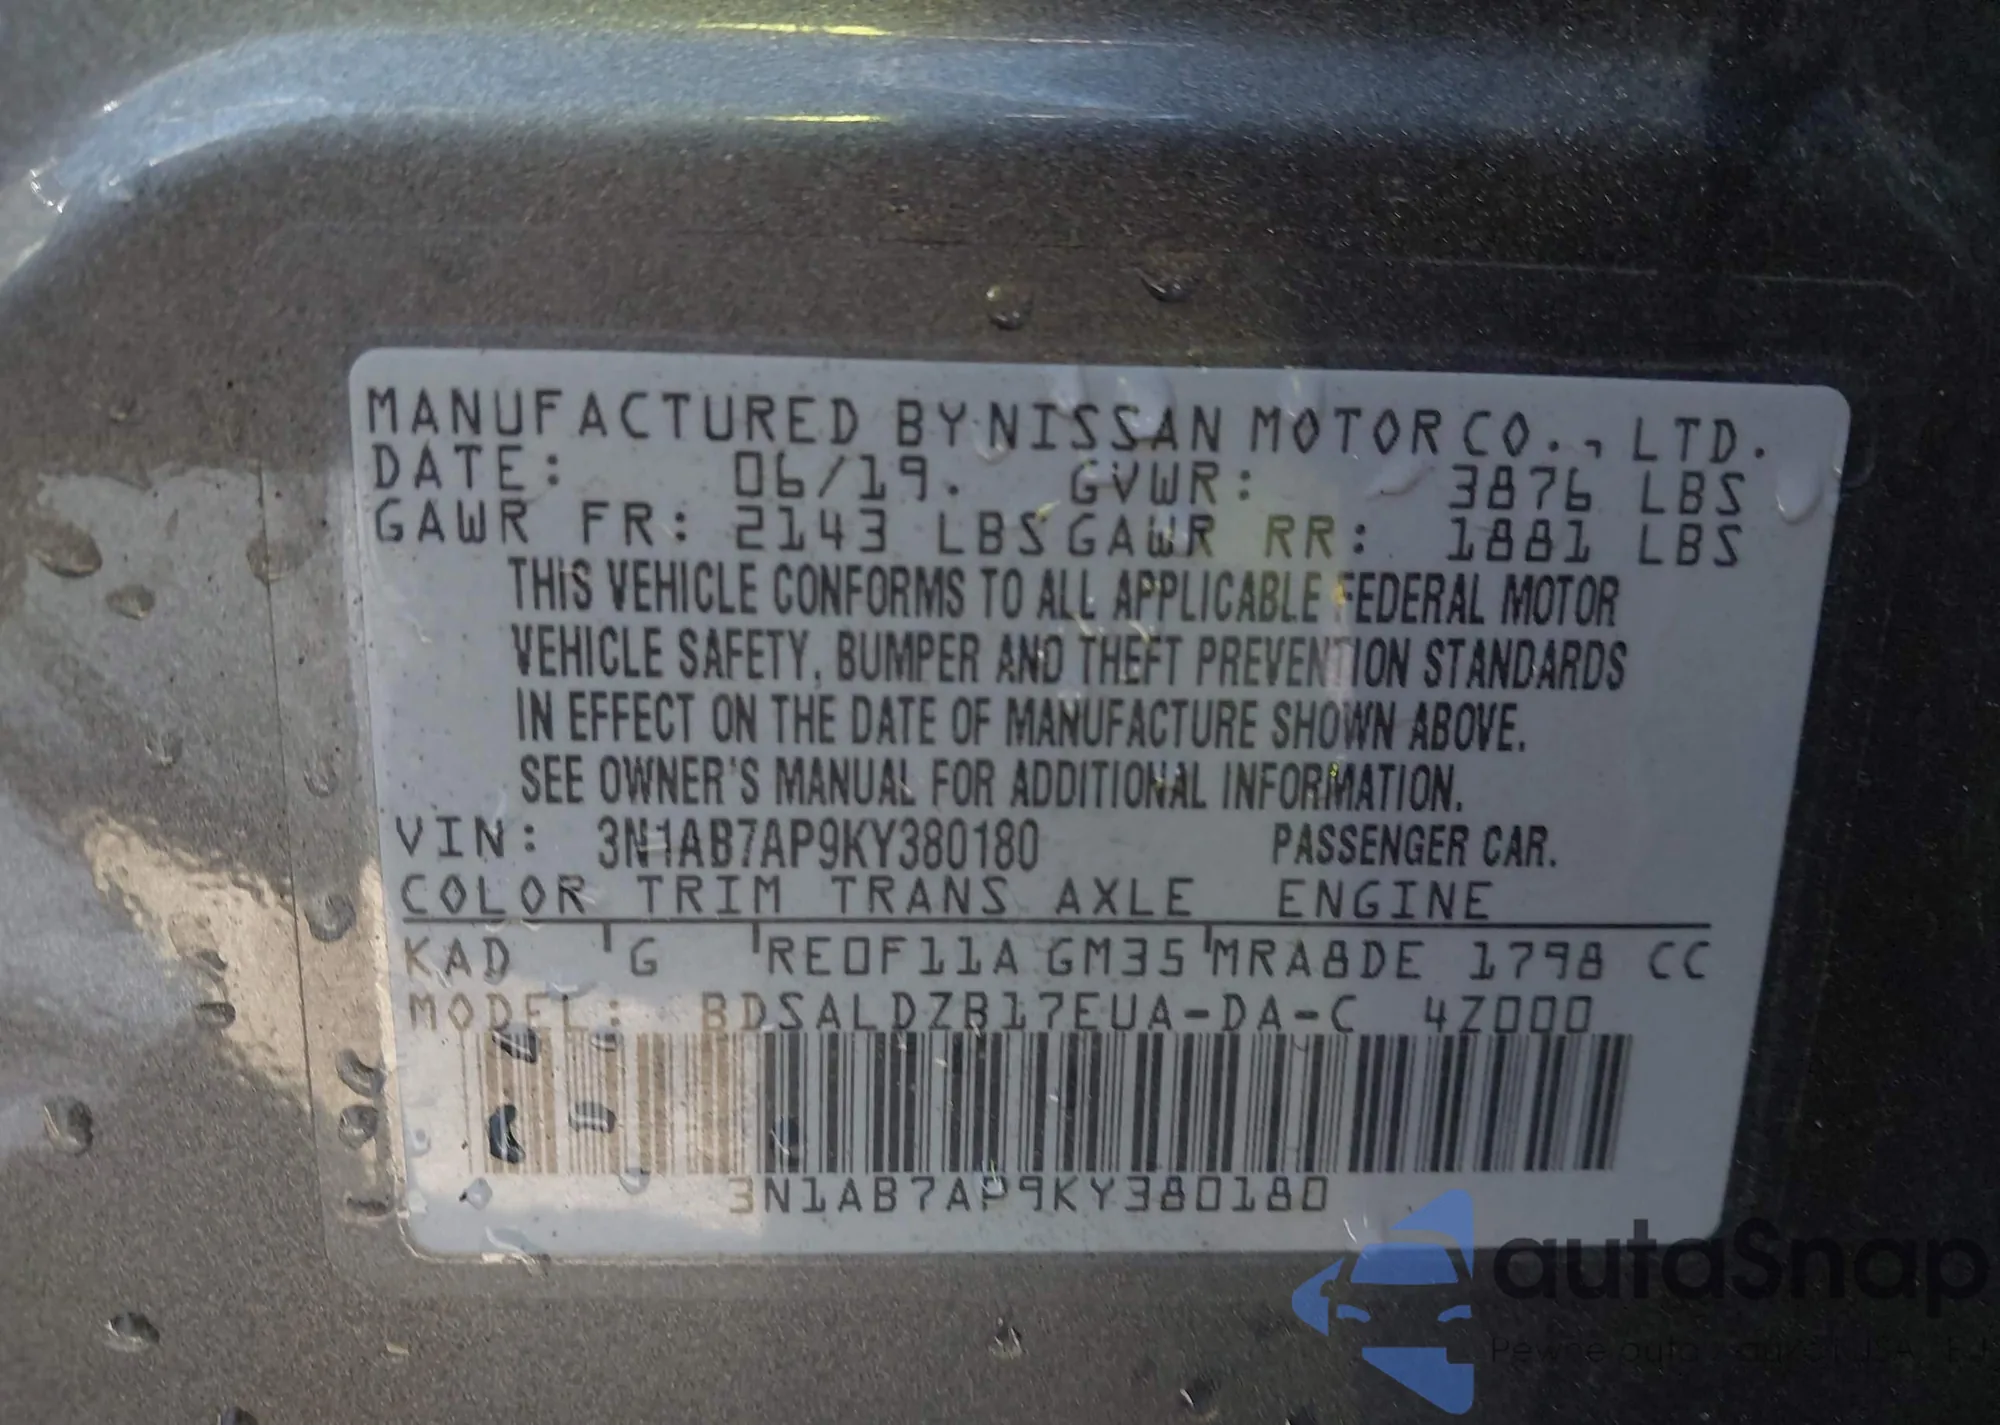 MANUFACTURED BY NISSAN MOTOR CO., LTD.
DATE: 06/19. GVWR: 3876 LBS
GAWR FR: 2143 LBS GAWR RR: 1881 LBS
THIS VEHICLE CONFORMS TO ALL APPLICABLE FEDERAL MOTOR
VEHICLE SAFETY, BUMPER AND THEFT PREVENTION STANDARDS
IN EFFECT ON THE DATE OF MANUFACTURE SHOWN ABOVE.
SEE OWNER'S MANUAL FOR ADDITIONAL INFORMATION.
VIN: 3N1AB7AP9KY380180 PASSENGER CAR.
COLOR TRIM TRANS AXLE ENGINE
KAD G RE0F11A GM35 MRA8DE 1798 CC
MODEL: BDSALDZB17EUA-DA-C 4Z000
3N1AB7AP9KY380180
autaSnap
Pewne auta